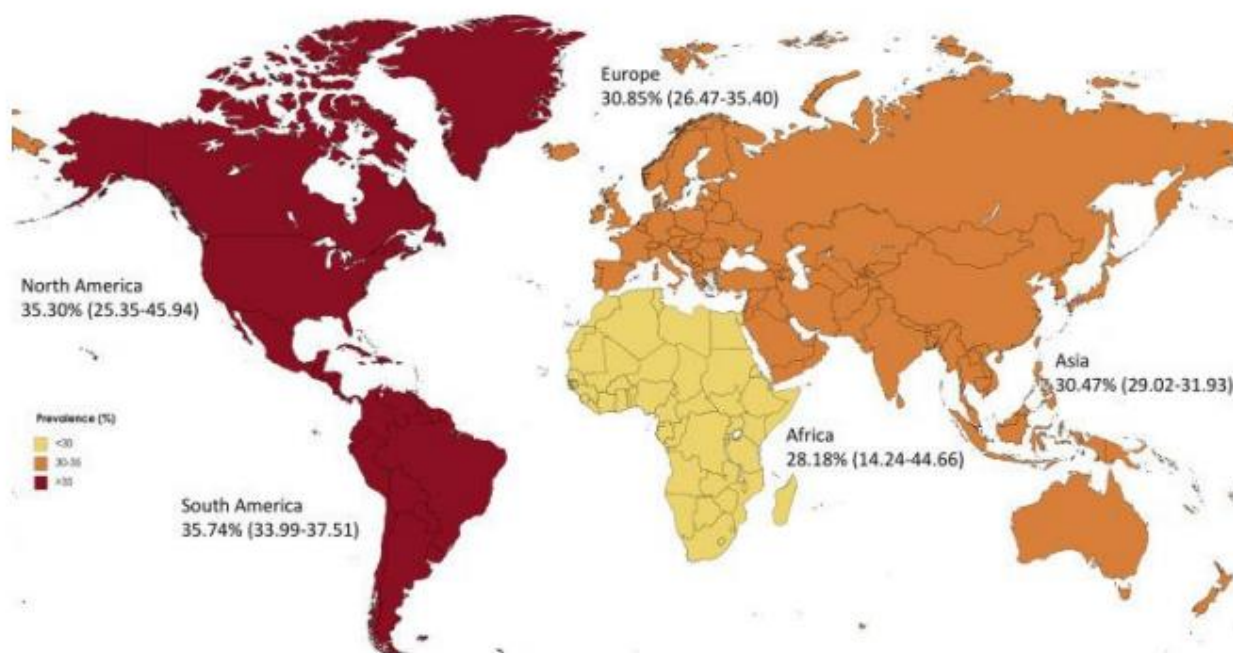 Europe
30.85% (26.47-35.40)
North America
35.30% (25.35-45.94)
Asia
30.47% (29.02-31.93)
Prevalence (%)
<30
30-35
>35
Africa
28.18% (14.24-44.66)
South America
35.74% (33.99-37.51)